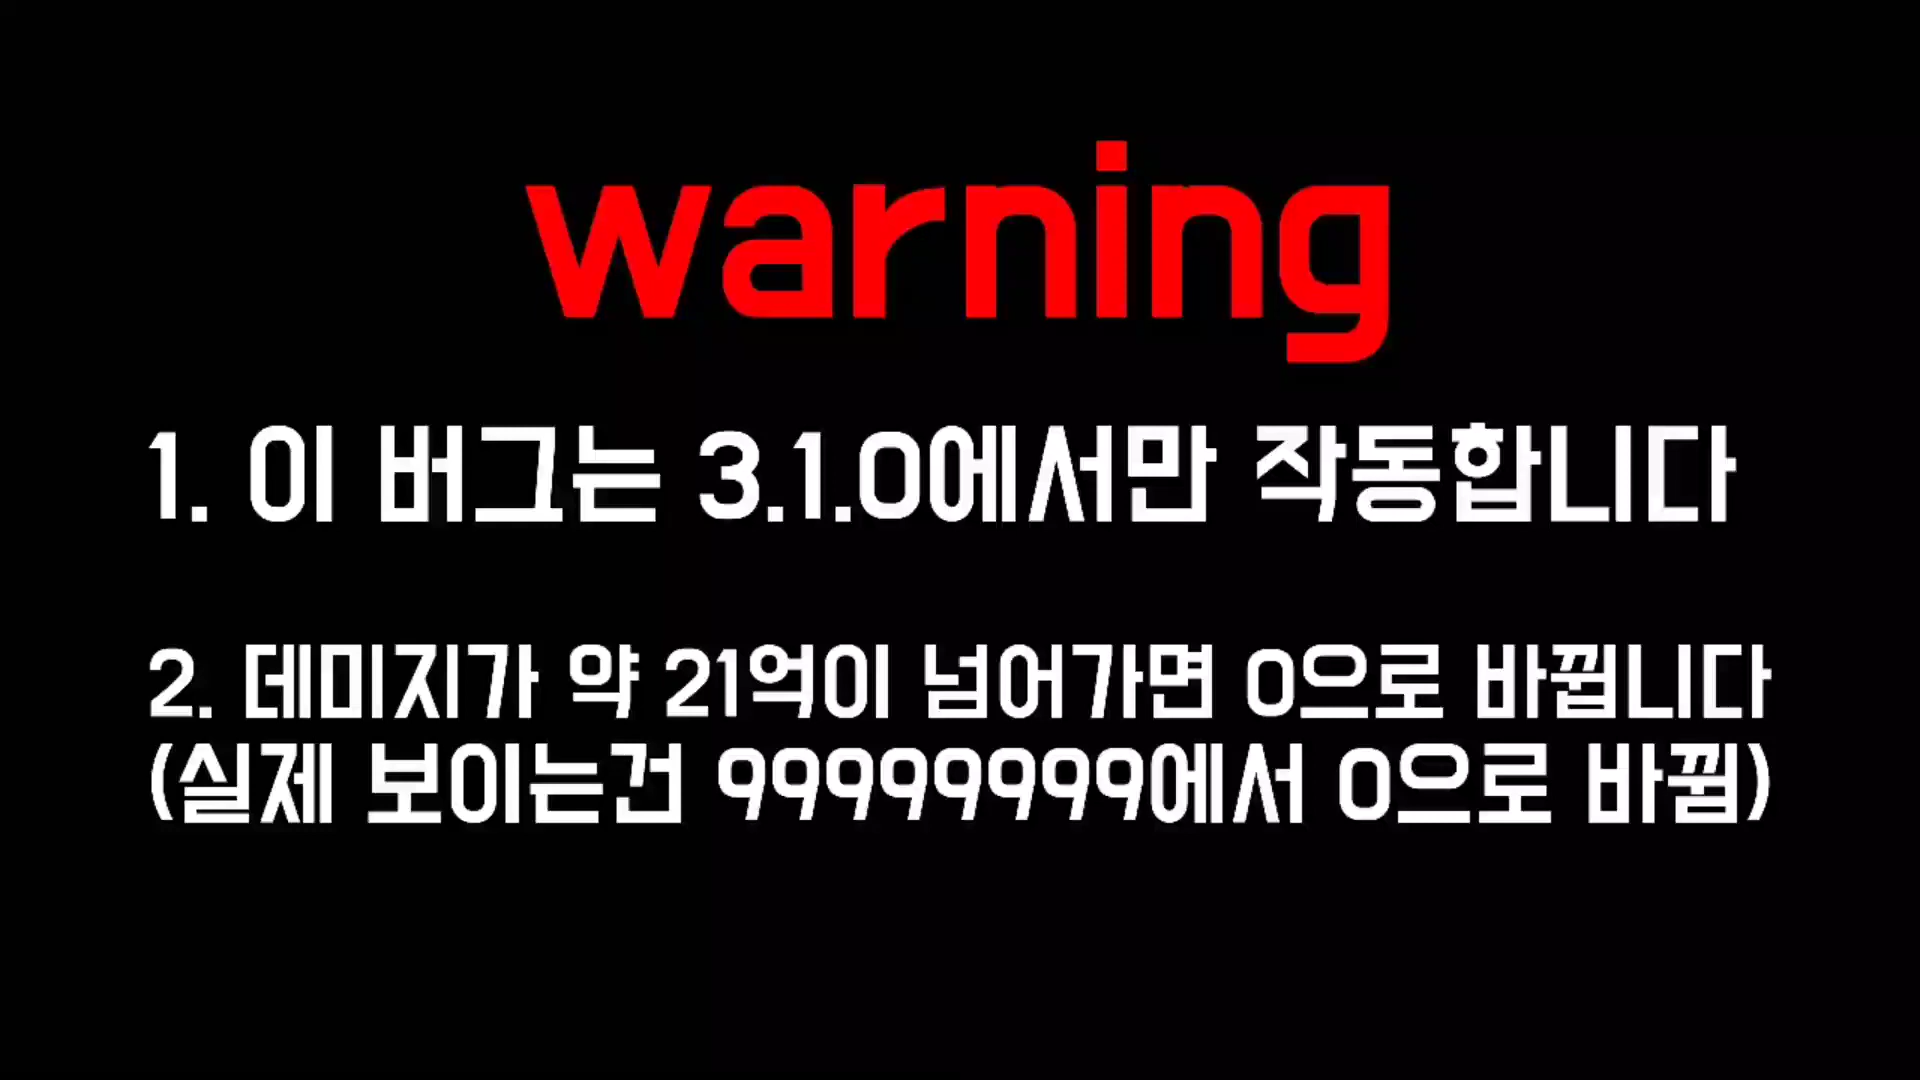 warning
1. 이 버그는 3.1.0에서만 작동합니다
2. 데미지가 약 21억이 넘어가면 0으로 바뀝니다
(실제 보이는건 99999999에서 0으로 바뀜)